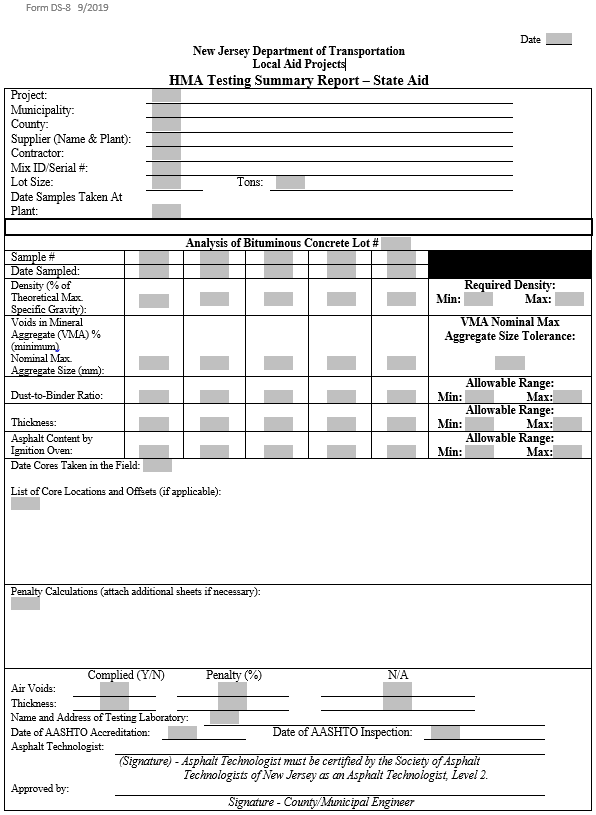 Form DS-8 9/2019
Date
New Jersey Department of Transportation
Local Aid Projects
HMA Testing Summary Report – State Aid
Project:
Municipality:
County:
Supplier (Name & Plant):
Contractor:
Mix ID/Serial #:
Lot Size: Tons:
Date Samples Taken At
Plant:
Analysis of Bituminous Concrete Lot #
Sample #
Date Sampled:
Density (% of
Theoretical Max.
Specific Gravity):
Required Density:
Min: Max:
Voids in Mineral
Aggregate (VMA) %
(minimum)
Nominal Max.
Aggregate Size (mm):
VMA Nominal Max
Aggregate Size Tolerance:
Dust-to-Binder Ratio:
Allowable Range:
Min: Max:
Thickness:
Allowable Range:
Min: Max:
Asphalt Content by
Ignition Oven:
Allowable Range:
Min: Max:
Date Cores Taken in the Field:
List of Core Locations and Offsets (if applicable):
Penalty Calculations (attach additional sheets if necessary):
Complied (Y/N) Penalty (%) N/A
Air Voids:
Thickness:
Name and Address of Testing Laboratory:
Date of AASHTO Accreditation: Date of AASHTO Inspection:
Asphalt Technologist:
(Signature) - Asphalt Technologist must be certified by the Society of Asphalt
Technologists of New Jersey as an Asphalt Technologist, Level 2.
Approved by:
Signature - County/Municipal Engineer